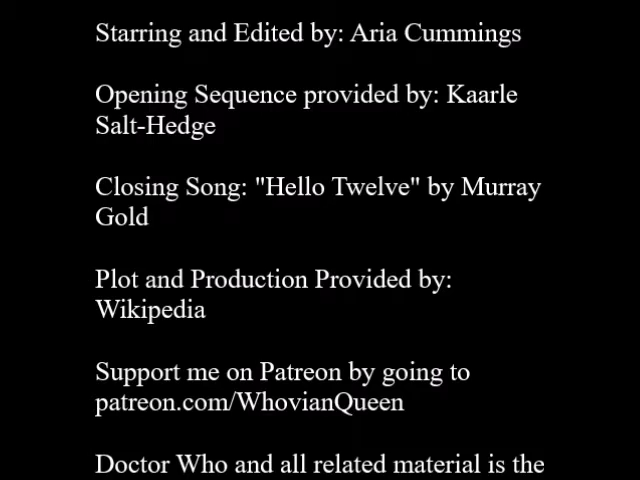 Starring and Edited by: Aria Cummings
Opening Sequence provided by: Kaarle
Salt-Hedge
Closing Song: "Hello Twelve" by Murray
Gold
Plot and Production Provided by:
Wikipedia
Support me on Patreon by going to
patreon.com/WhovianQueen
Doctor Who and all related material is the